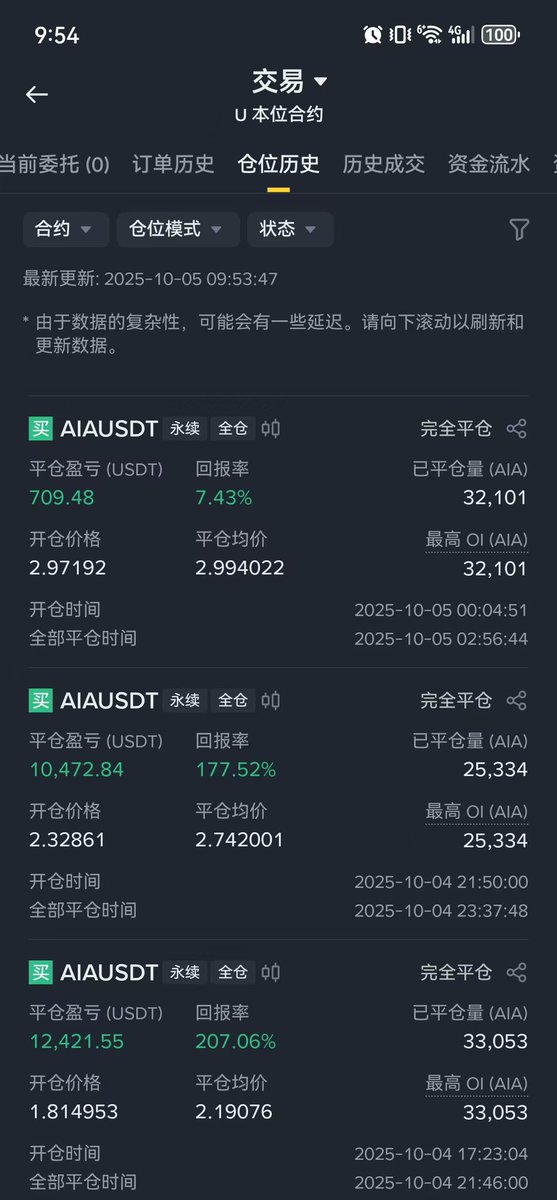 9:54
6+ 4G 100
交易
U 本位合约
当前委托 (0) 订单历史 仓位历史 历史成交 资金流水
合约 仓位模式 状态
最新更新: 2025-10-05 09:53:47
* 由于数据的复杂性，可能会有一些延迟。请向下滚动以刷新和
更新数据。
买 AIAUSDT 永续 全仓 完全平仓
平仓盈亏 (USDT) 回报率 已平仓量 (AIA)
709.48 7.43% 32,101
开仓价格 平仓均价 最高 OI (AIA)
2.97192 2.994022 32,101
开仓时间 2025-10-05 00:04:51
全部平仓时间 2025-10-05 02:56:44
买 AIAUSDT 永续 全仓 完全平仓
平仓盈亏 (USDT) 回报率 已平仓量 (AIA)
10,472.84 177.52% 25,334
开仓价格 平仓均价 最高 OI (AIA)
2.32861 2.742001 25,334
开仓时间 2025-10-04 21:50:00
全部平仓时间 2025-10-04 23:37:48
买 AIAUSDT 永续 全仓 完全平仓
平仓盈亏 (USDT) 回报率 已平仓量 (AIA)
12,421.55 207.06% 33,053
开仓价格 平仓均价 最高 OI (AIA)
1.814953 2.19076 33,053
开仓时间 2025-10-04 17:23:04
全部平仓时间 2025-10-04 21:46:00